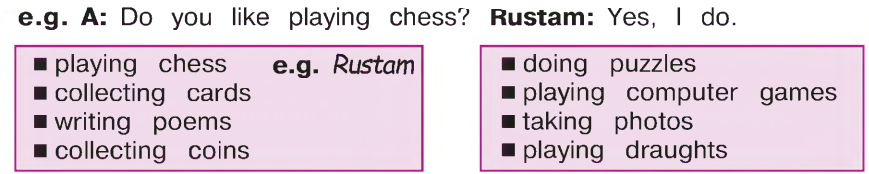 e.g. A: Do you like playing chess? Rustam: Yes, I do.
■ playing chess e.g. Rustam
■ collecting cards
■ writing poems
■ collecting coins
■ doing puzzles
■ playing computer games
■ taking photos
■ playing draughts